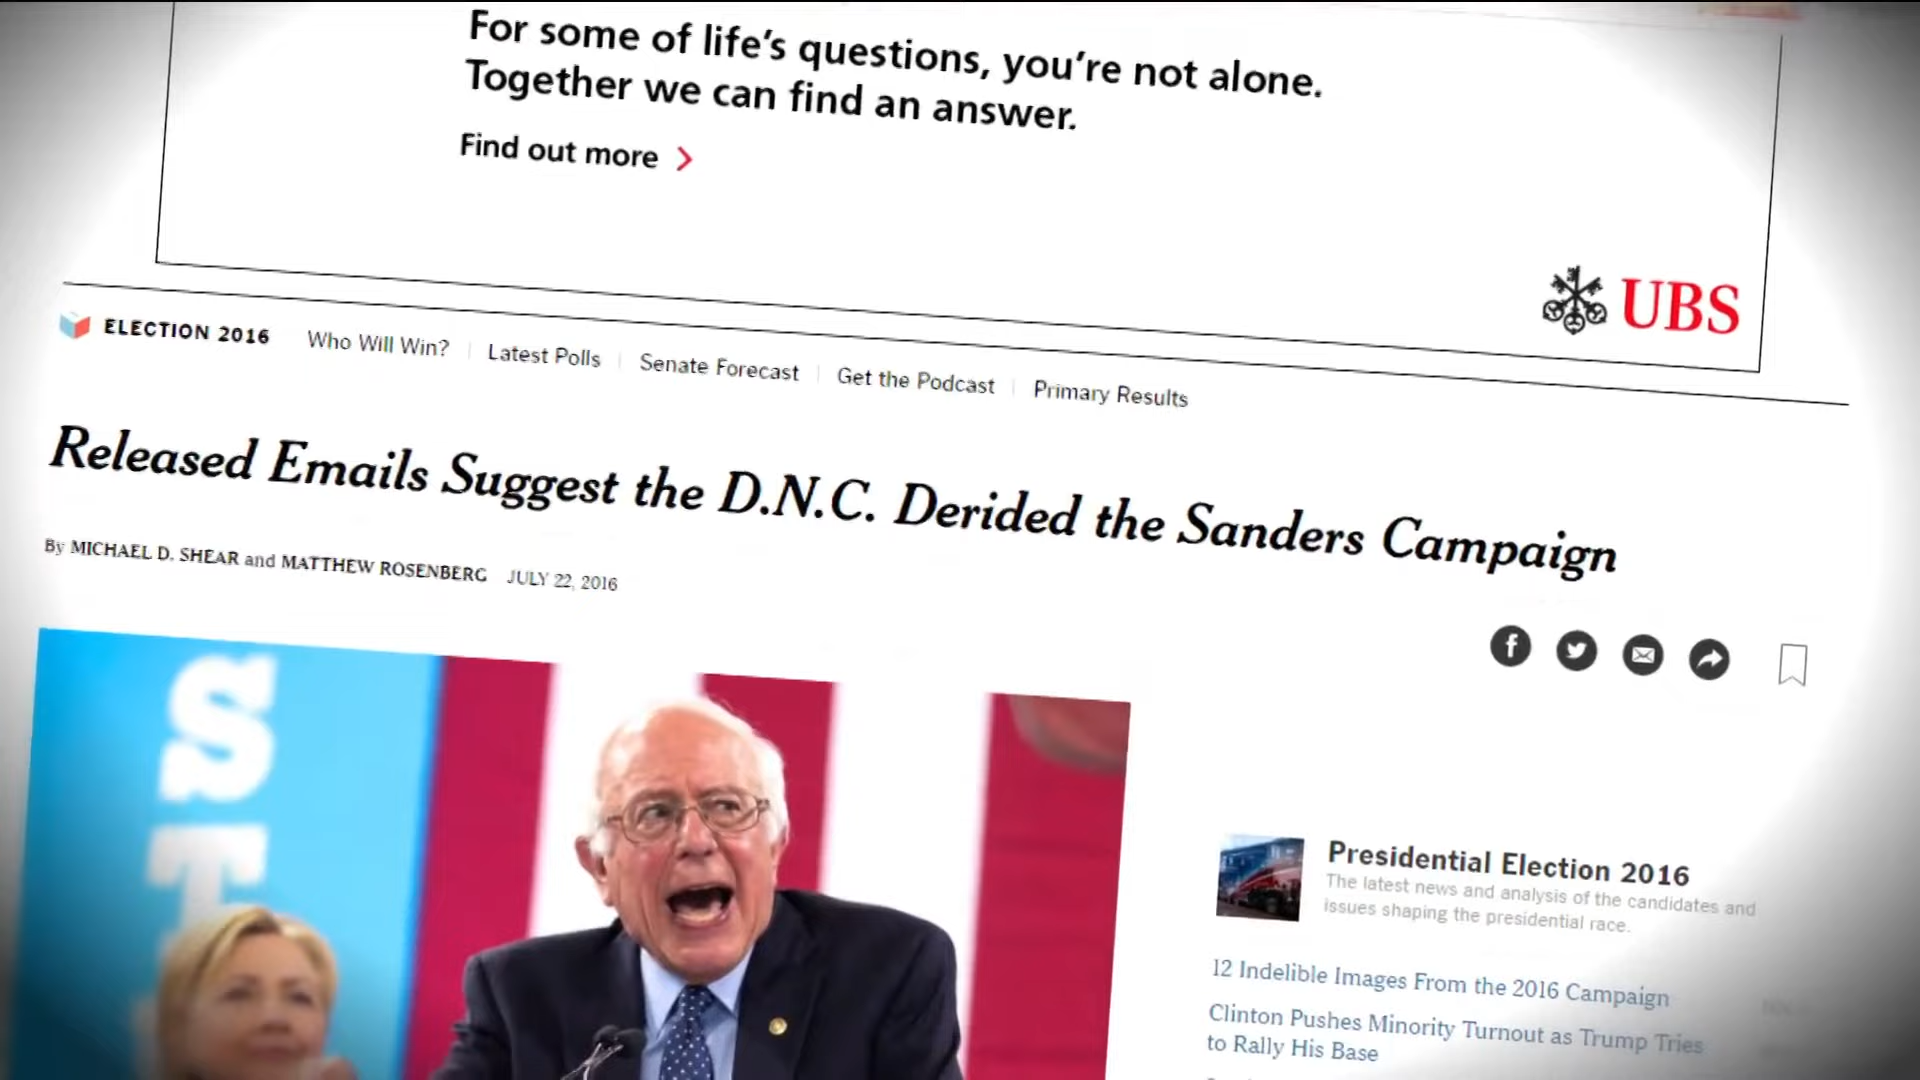 For some of life's questions, you're not alone.
Together we can find an answer.
Find out more
UBS
ELECTION 2016 Who Will Win? Latest Polls Senate Forecast Get the Podcast Primary Results
Released Emails Suggest the D.N.C. Derided the Sanders Campaign
By MICHAEL D. SHEAR and MATTHEW ROSENBERG JULY 22, 2016
S
T
Presidential Election 2016
The latest news and analysis of the candidates and
issues shaping the presidential race.
12 Indelible Images From the 2016 Campaign
Clinton Pushes Minority Turnout as Trump Tries
to Rally His Base